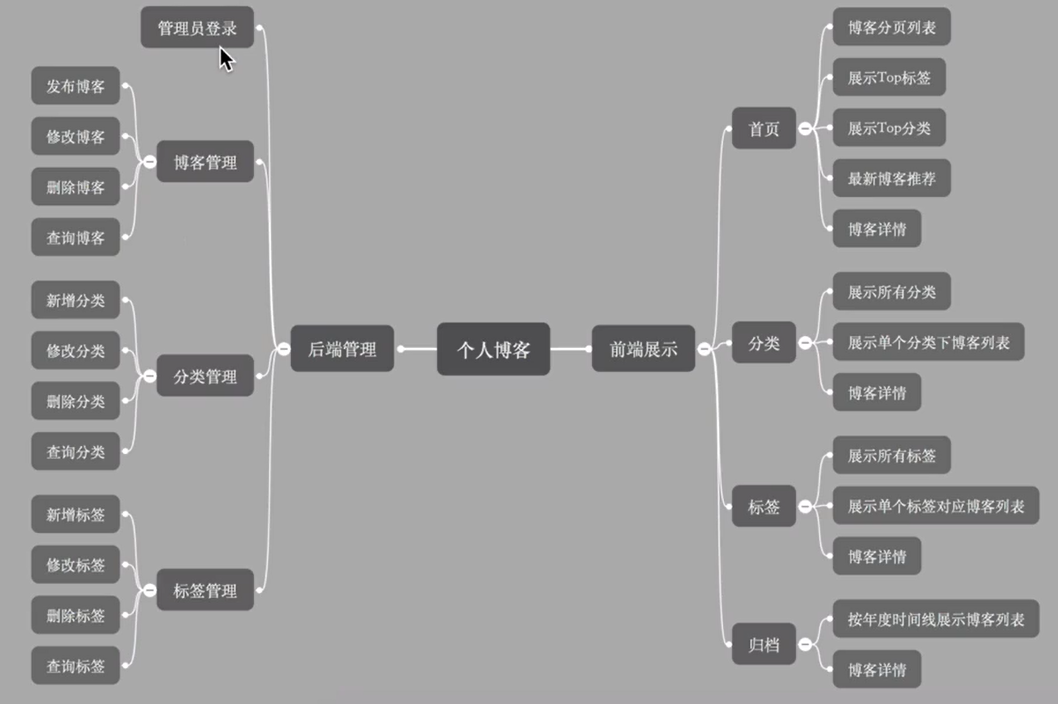 个人博客
后端管理
管理员登录
博客管理
发布博客
修改博客
删除博客
查询博客
分类管理
新增分类
修改分类
删除分类
查询分类
标签管理
新增标签
修改标签
删除标签
查询标签
前端展示
首页
博客分页列表
展示Top标签
展示Top分类
最新博客推荐
博客详情
分类
展示所有分类
展示单个分类下博客列表
博客详情
标签
展示所有标签
展示单个标签对应博客列表
博客详情
归档
按年度时间线展示博客列表
博客详情